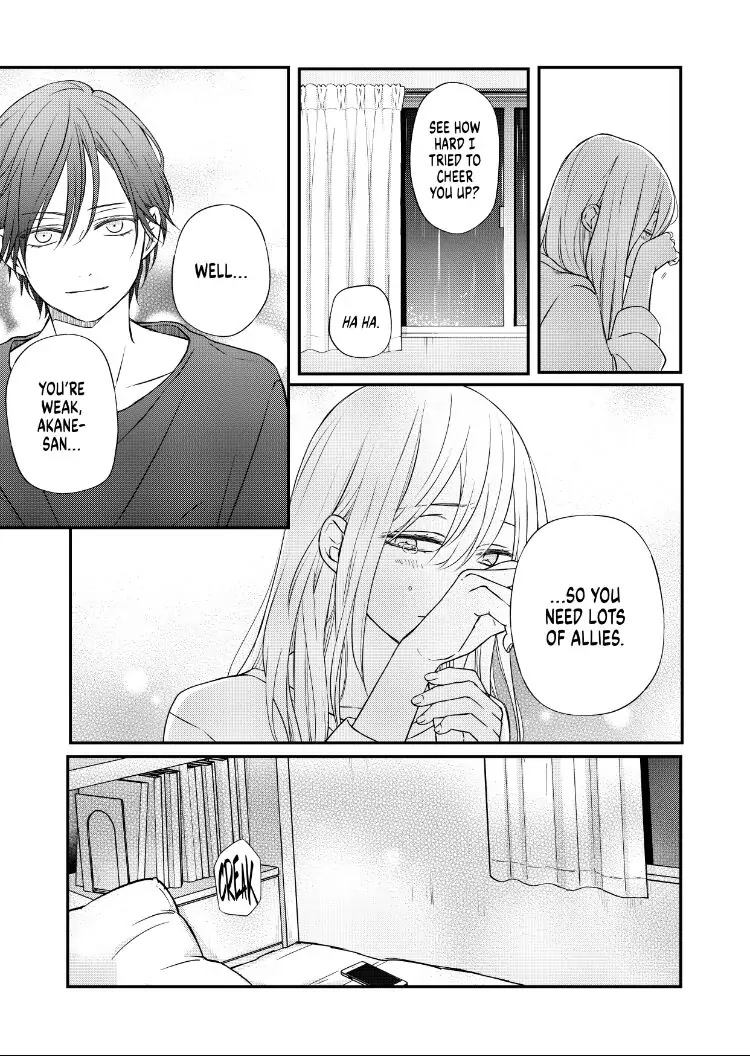 SEE HOW
HARD I
TRIED TO
CHEER
YOU UP?
HA HA.
WELL...
YOU'RE
WEAK,
AKANE-
SAN...
...SO YOU
NEED LOTS
OF ALLIES.
CREAK